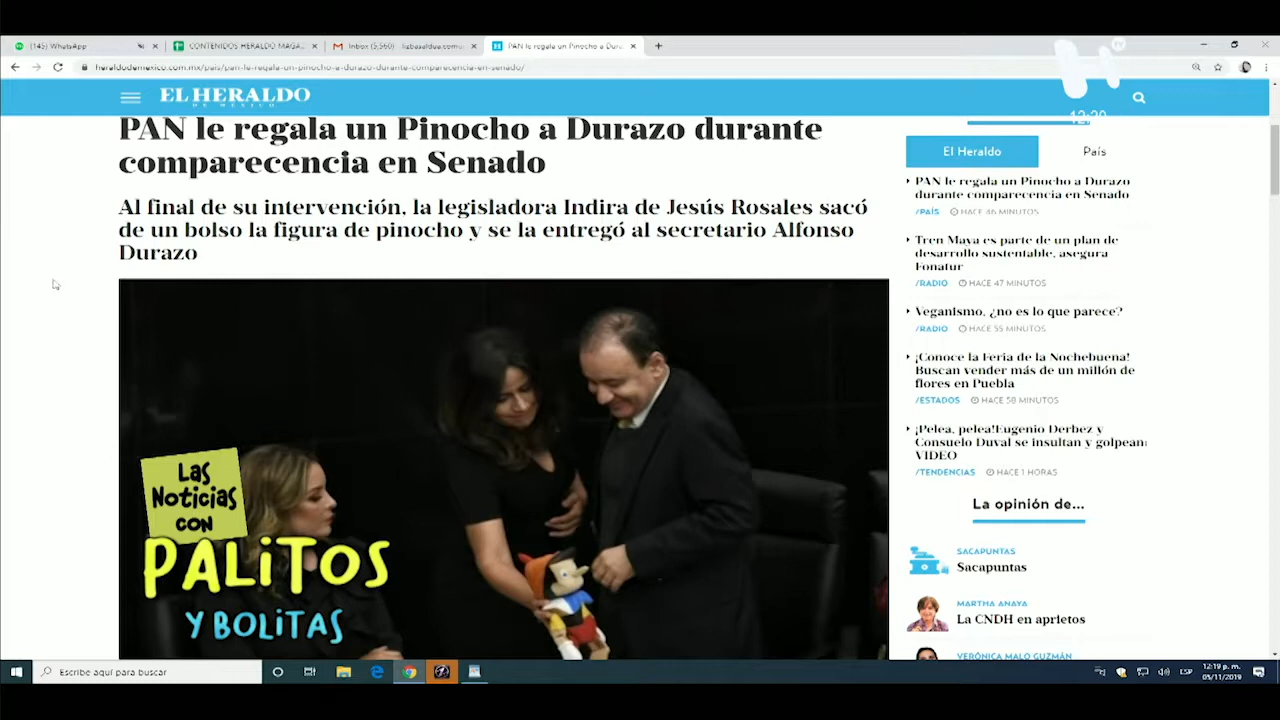 (145) WhatsApp
CONTENIDOS HERALDO MAGA...
Inbox (5,560)
PAN le regala un Pinocho a Dura
heraldodemexico.com.mx/pais/pan-le-regala-un-pinocho-a-durazo-durante-comparecencia-en-senado/
EL HERALDO
DE MÉXICO
PAN le regala un Pinocho a Durazo durante
comparecencia en Senado
Al final de su intervención, la legisladora Indira de Jesús Rosales sacó
de un bolso la figura de pinocho y se la entregó al secretario Alfonso
Durazo
Las
Noticias
con
PALiTOS
Y BOLiTAS
TV
El Heraldo
País
PAN le regala un Pinocho a Durazo
durante comparecencia en Senado
/PAÍS HACE 46 MINUTOS
Tren Maya es parte de un plan de
desarrollo sustentable, asegura
Fonatur
/RADIO HACE 47 MINUTOS
Veganismo, ¿no es lo que parece?
/RADIO HACE 55 MINUTOS
¡Conoce la Feria de la Nochebuena!
Buscan vender más de un millón de
flores en Puebla
/ESTADOS HACE 58 MINUTOS
¡Pelea, pelea!Eugenio Derbez y
Consuelo Duval se insultan y golpean:
VIDEO
/TENDENCIAS HACE 1 HORAS
La opinión de...
SACAPUNTAS
Sacapuntas
MARTHA ANAYA
La CNDH en aprietos
VERÓNICA MALO GUZMÁN
Escribe aquí para buscar
ESP
12:19 p. m.
05/11/2019